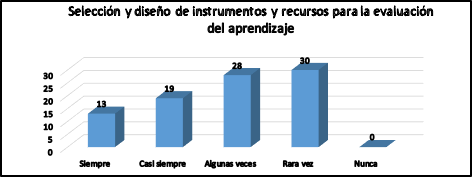 Selección y diseño de instrumentos y recursos para la evaluación
del aprendizaje
30
25
20
15
10
5
0
13
19
28
30
0
Siempre
Casi siempre
Algunas veces
Rara vez
Nunca